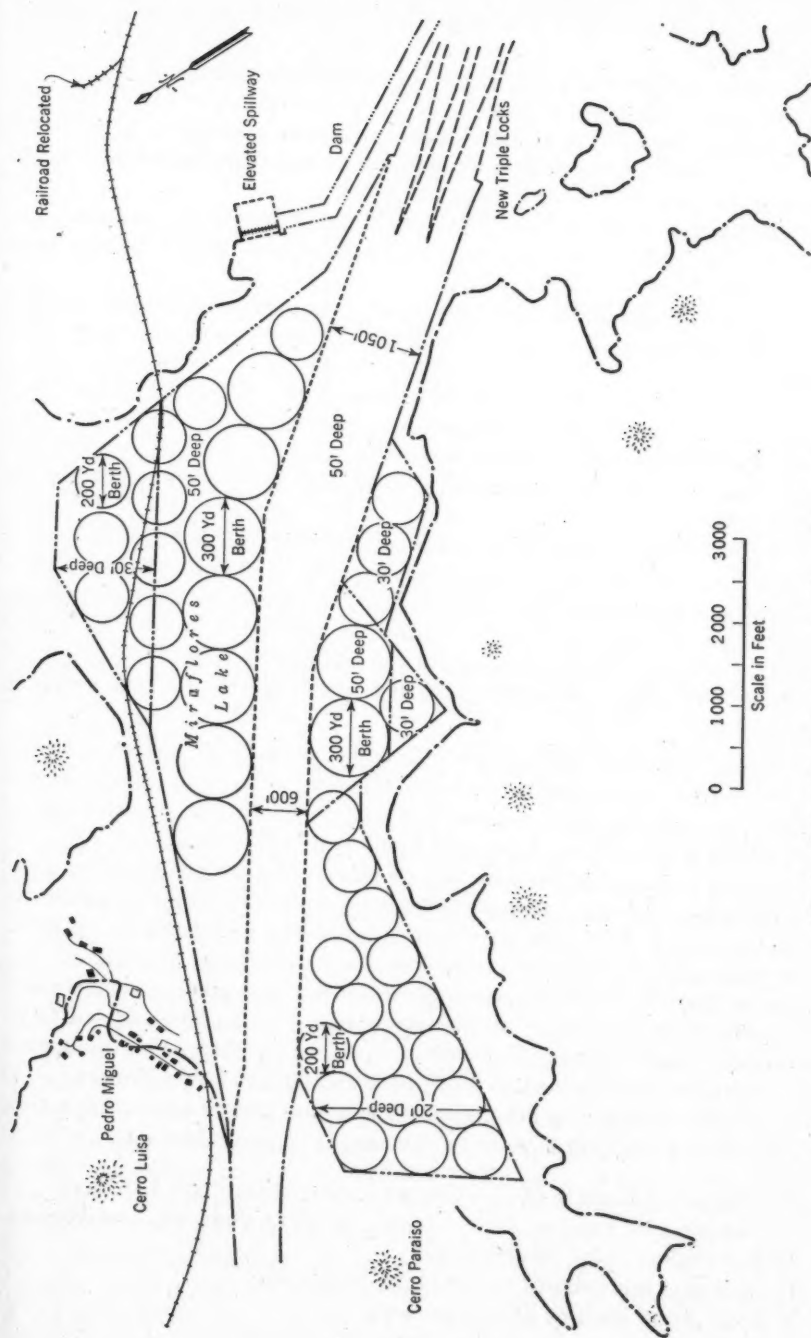 Railroad Relocated
Elevated Spillway
Dam
New Triple Locks
1050'
50' Deep
200 Yd
Berth
30' Deep
50' Deep
300 Yd
Berth
Miraflores
Lake
30' Deep
50' Deep
300 Yd
Berth
30' Deep
600'
200 Yd
Berth
20' Deep
Pedro Miguel
Cerro Luisa
Cerro Paraiso
0 1000 2000 3000
Scale in Feet